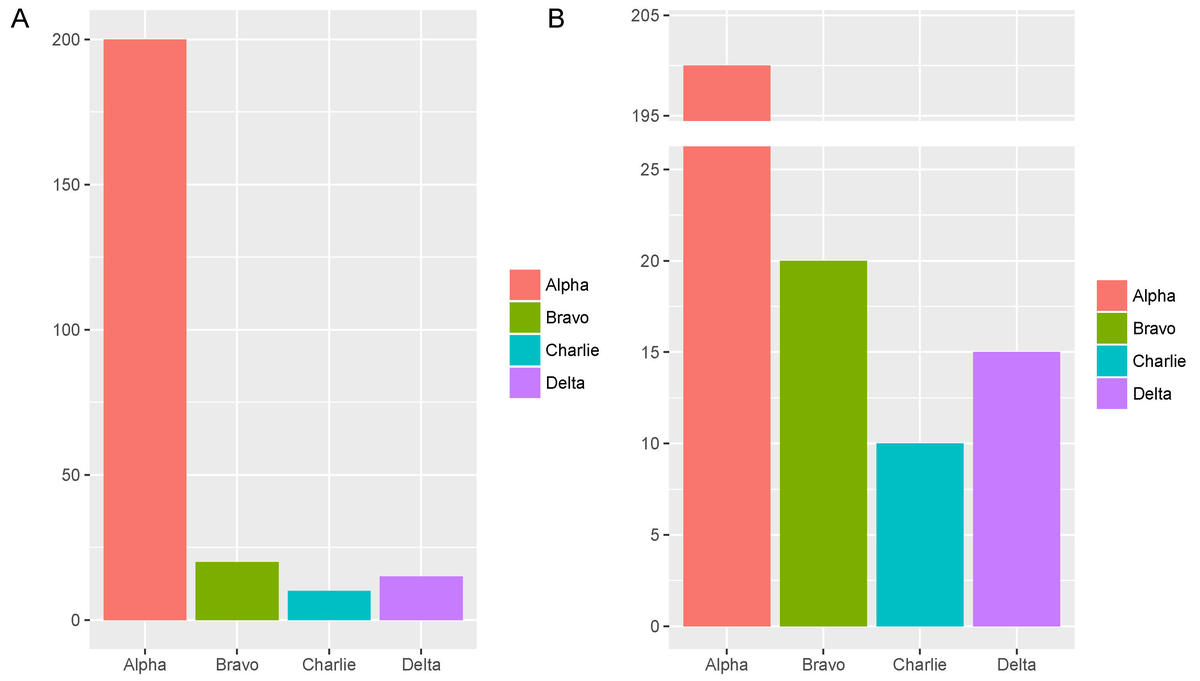 A
200
150
100
50
0
Alpha
Bravo
Charlie
Delta
Alpha
Bravo
Charlie
Delta
B
205
195
25
20
15
10
5
0
Alpha
Bravo
Charlie
Delta
Alpha
Bravo
Charlie
Delta